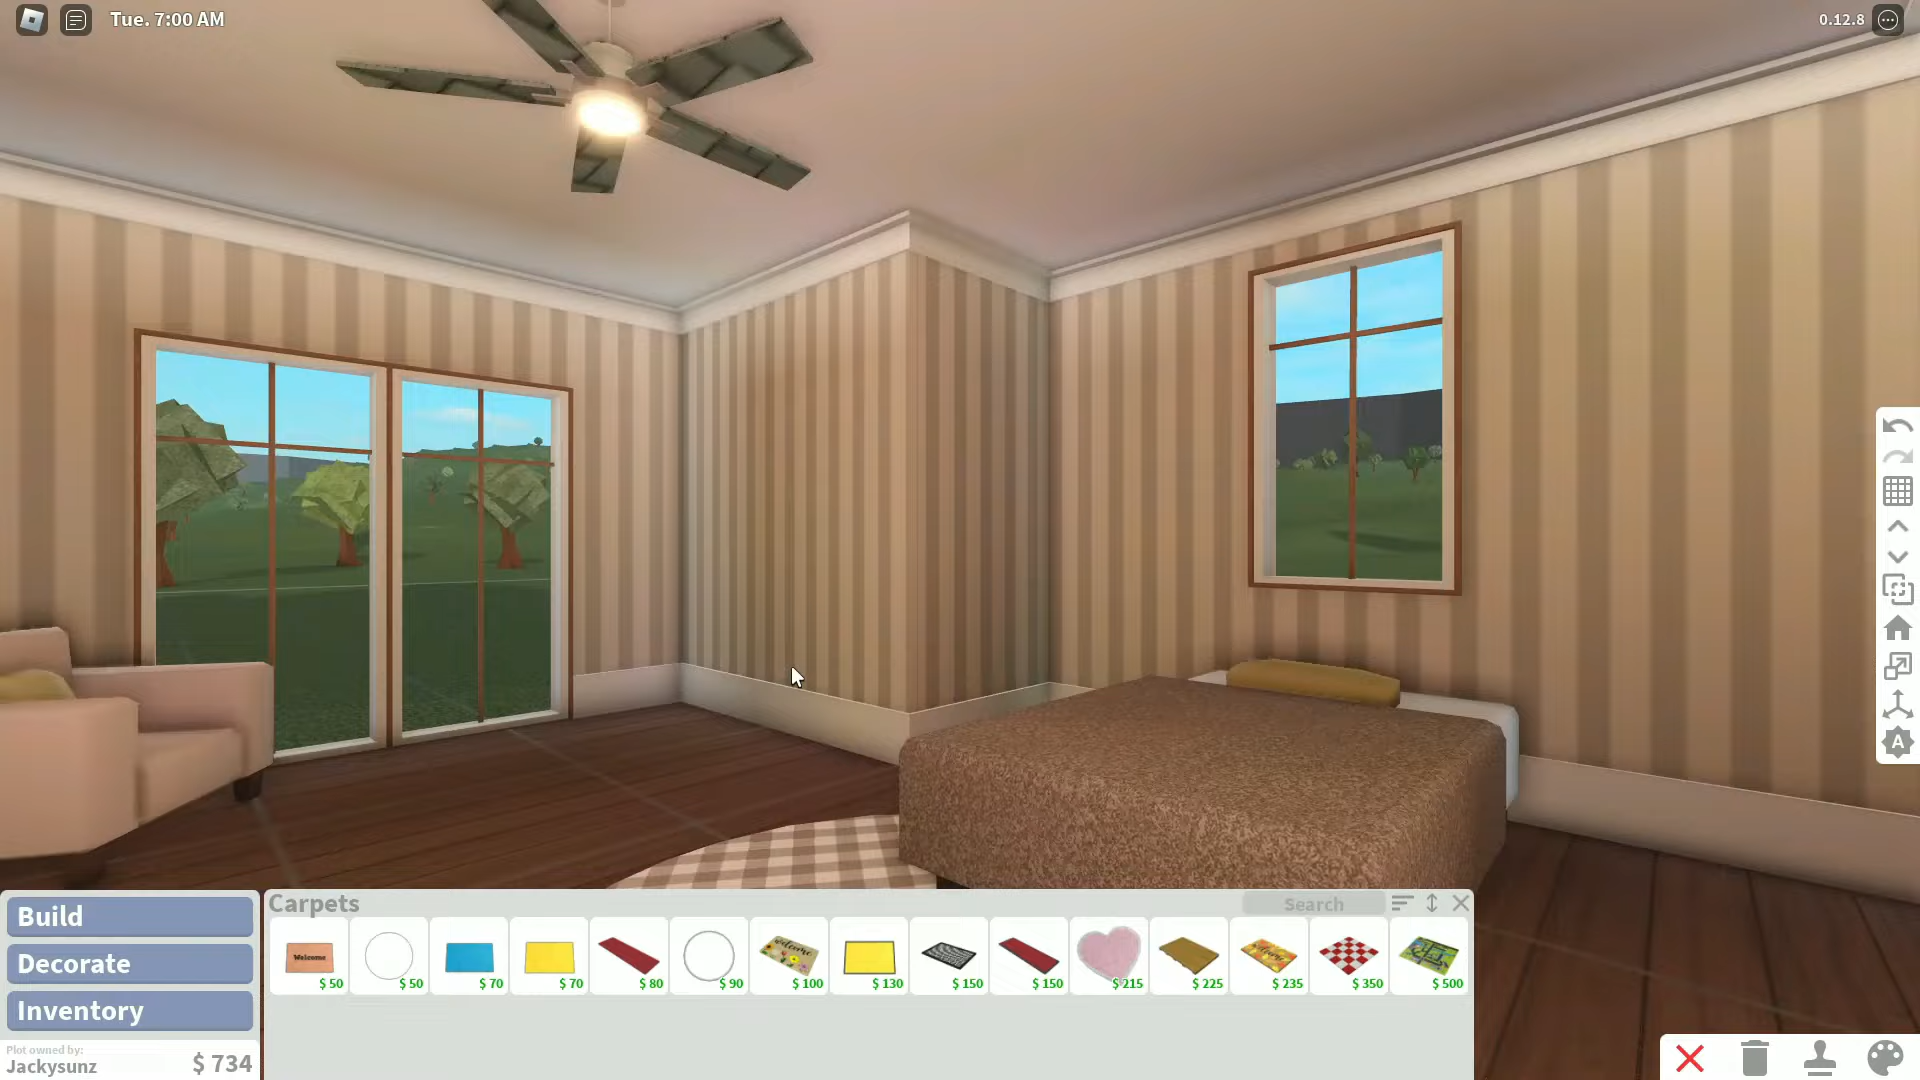 Tue. 7:00 AM
0.12.8
A
Carpets
Search
Build
Decorate
Inventory
Welcome
welcome
$ 50
$ 50
$ 70
$ 70
$ 80
$ 90
$ 100
$ 130
$ 150
$ 150
$ 215
$ 225
$ 235
$ 350
$ 500
Plot owned by:
Jackysunz
$ 734